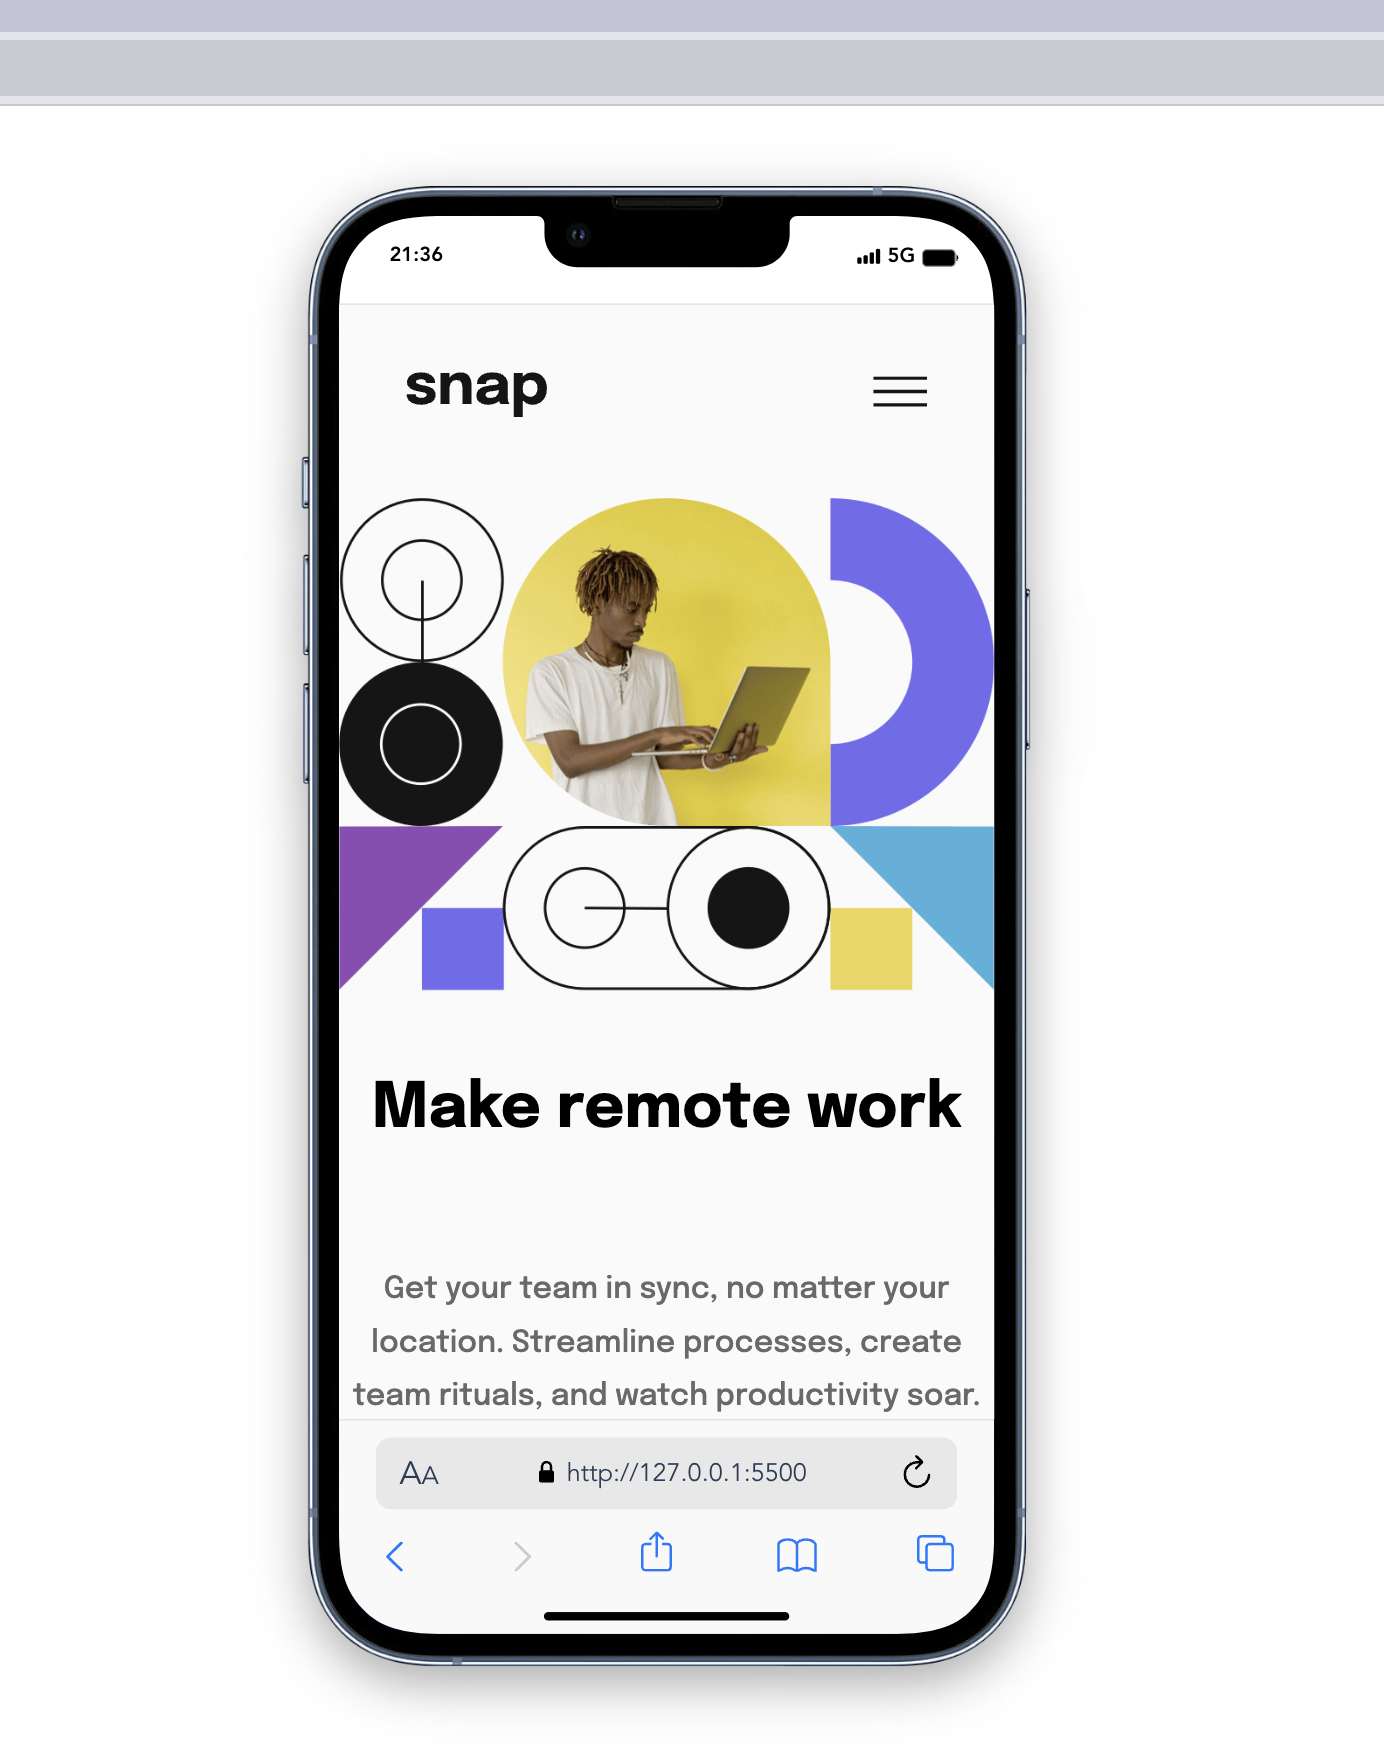 21:36
5G
snap
Make remote work
Get your team in sync, no matter your
location. Streamline processes, create
team rituals, and watch productivity soar.
AA
http://127.0.0.1:5500